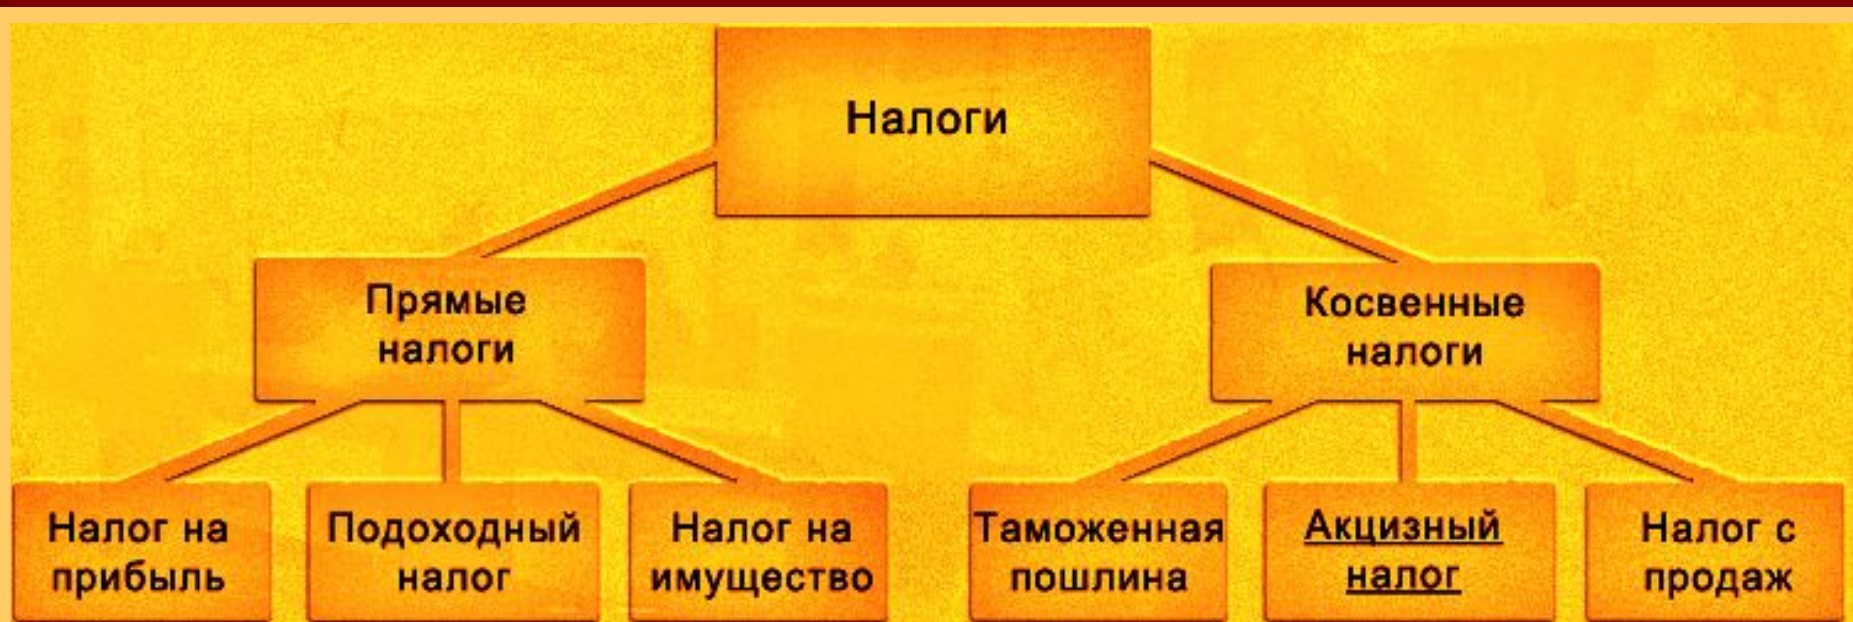 Налоги
Прямые
налоги
Косвенные
налоги
Налог на
прибыль
Подоходный
налог
Налог на
имущество
Таможенная
пошлина
Акцизный
налог
Налог с
продаж